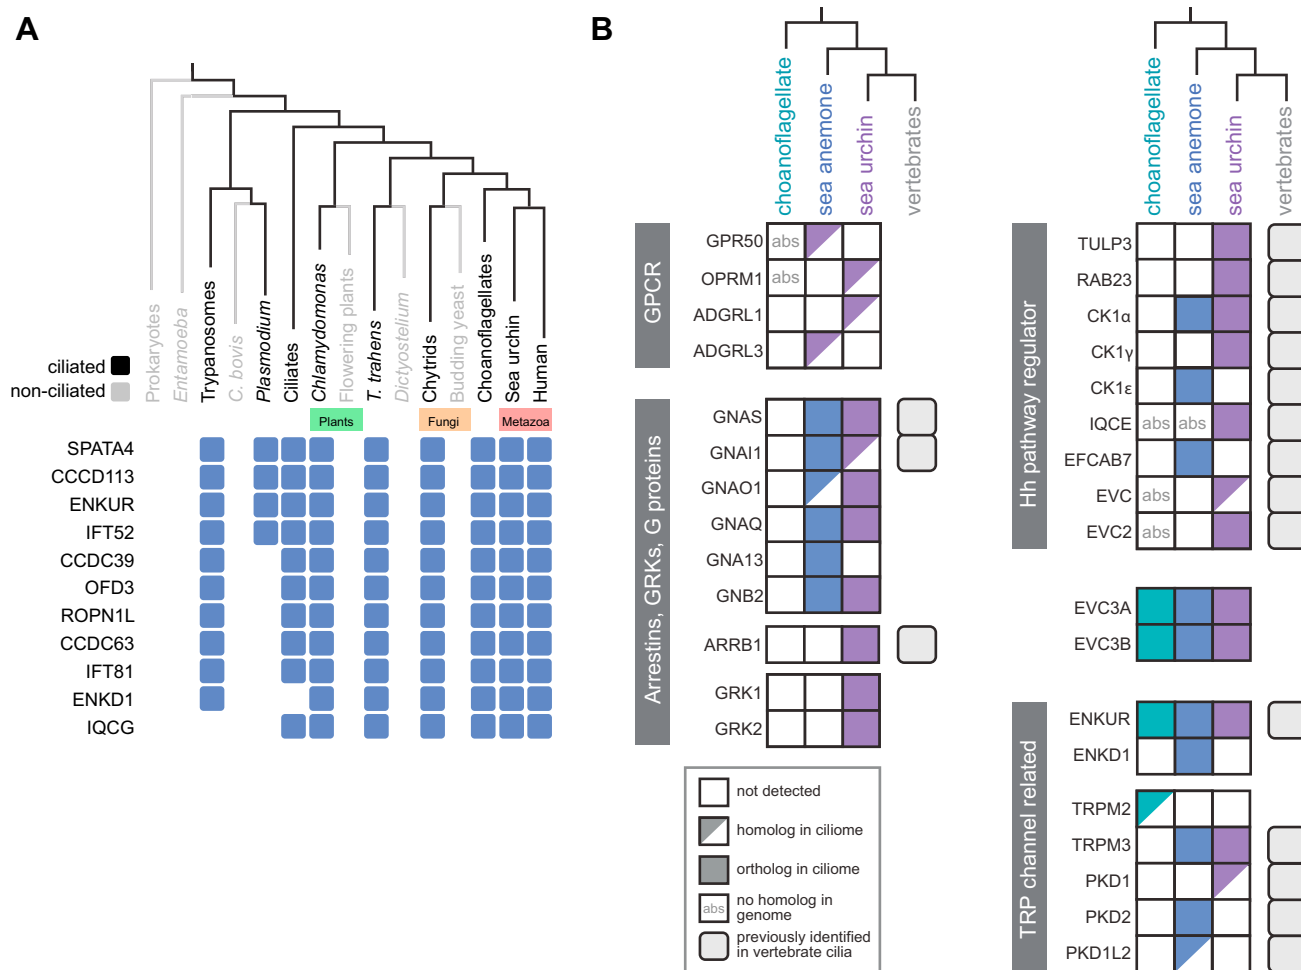 A
Prokaryotes
Entamoeba
Trypanosomes
C. bovis
Plasmodium
Ciliates
Chlamydomonas
Flowering plants
T. trahens
Dictyostelium
Chytrids
Budding yeast
Choanoflagellates
Sea urchin
Human
ciliated
non-ciliated
Plants
Fungi
Metazoa
SPATA4
CCCD113
ENKUR
IFT52
CCDC39
OFD3
ROPN1L
CCDC63
IFT81
ENKD1
IQCG
B
choanoflagellate
sea anemone
sea urchin
vertebrates
GPCR
GPR50 abs
OPRM1 abs
ADGRL1
ADGRL3
Arrestins, GRKs, G proteins
GNAS
GNAI1
GNAO1
GNAQ
GNA13
GNB2
ARRB1
GRK1
GRK2
not detected
homolog in ciliome
ortholog in ciliome
abs no homolog in
genome
previously identified
in vertebrate cilia
choanoflagellate
sea anemone
sea urchin
vertebrates
Hh pathway regulator
TULP3
RAB23
CK1α
CK1γ
CK1ε
IQCE abs abs
EFCAB7
EVC abs
EVC2 abs
EVC3A
EVC3B
TRP channel related
ENKUR
ENKD1
TRPM2
TRPM3
PKD1
PKD2
PKD1L2